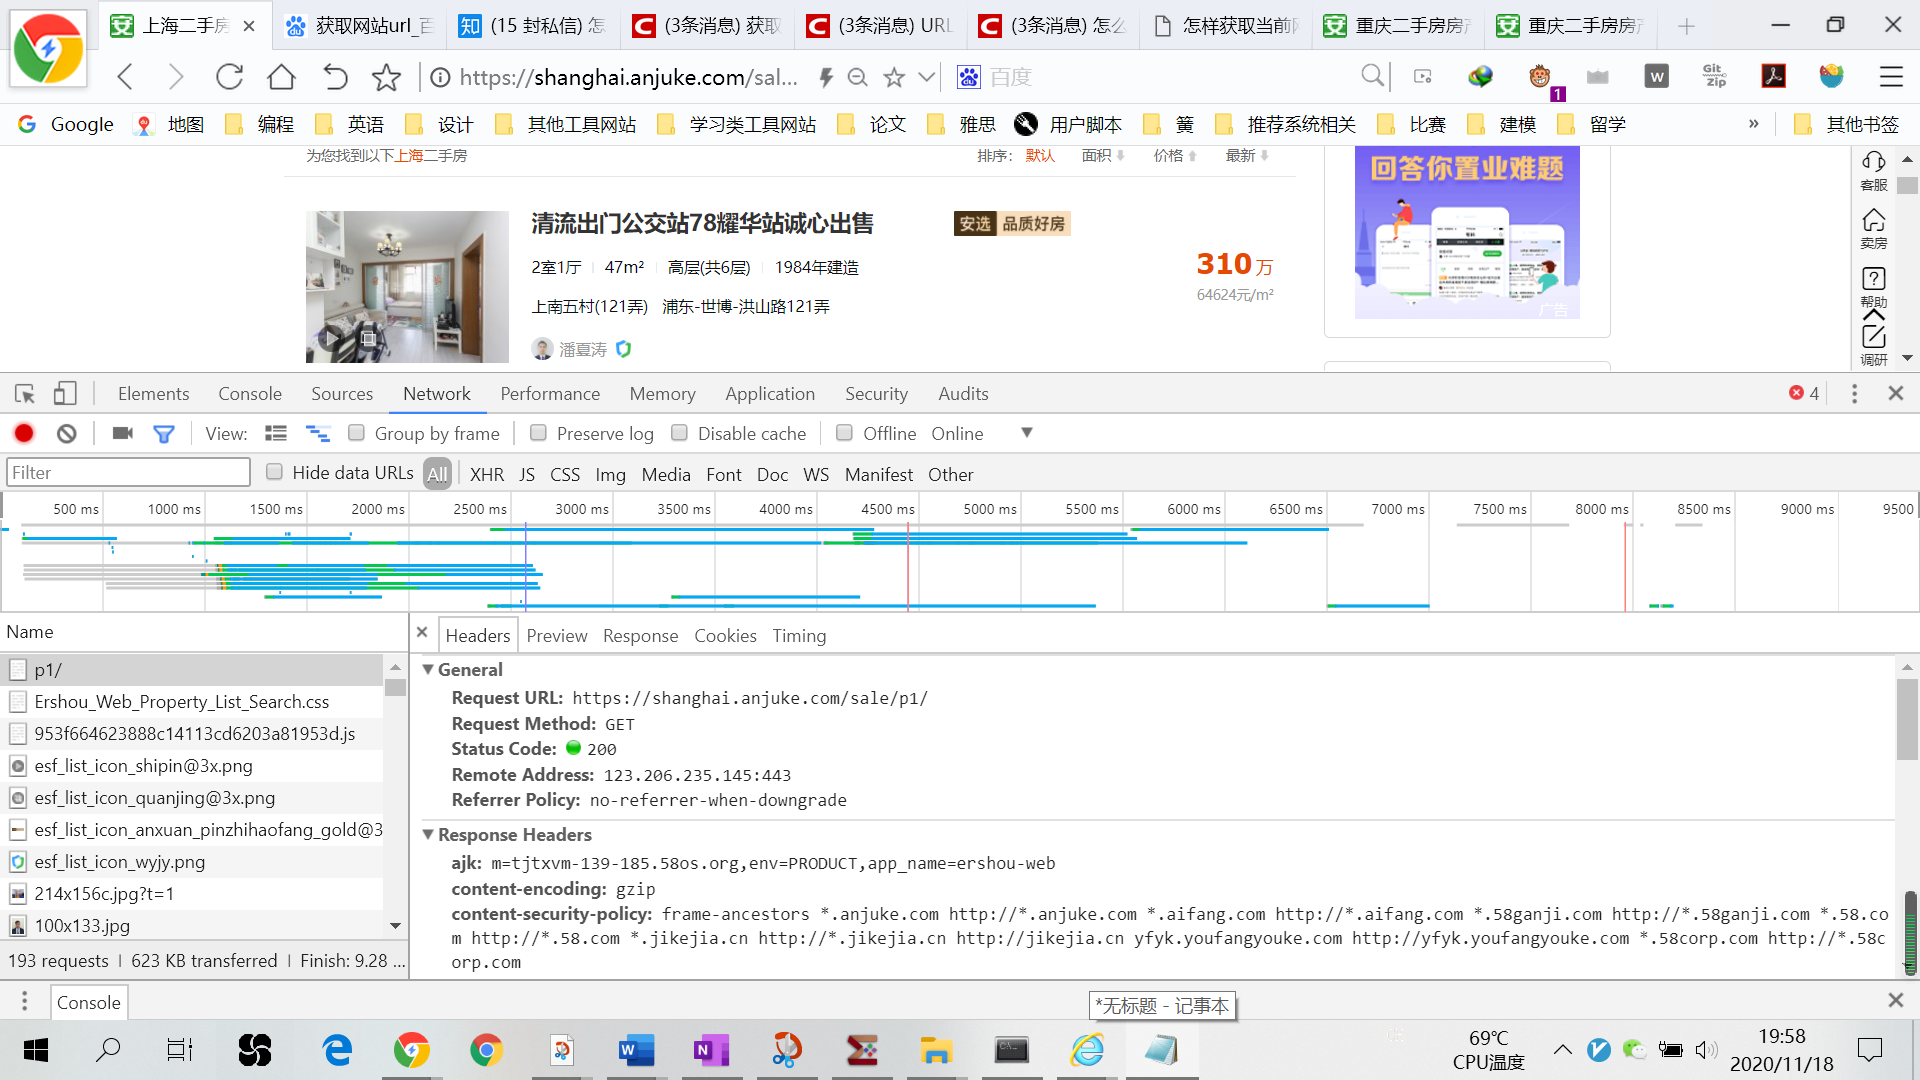 上海二手房
获取网站url_百
(15 封私信) 怎
(3条消息) 获取
(3条消息) URL
(3条消息) 怎么
怎样获取当前网
重庆二手房房产
重庆二手房房产
https://shanghai.anjuke.com/sal...
百度
W
Git Zip
1
Google
地图
编程
英语
设计
其他工具网站
学习类工具网站
论文
雅思
用户脚本
簧
推荐系统相关
比赛
建模
留学
»
其他书签
为您找到以下上海二手房
排序: 默认 面积 价格 最新
回答你置业难题
广告
客服
卖房
帮助
调研
清流出门公交站78耀华站诚心出售
安选 品质好房
2室1厅 47m² 高层(共6层) 1984年建造
310 万
64624元/m²
上南五村(121弄) 浦东-世博-洪山路121弄
潘夏涛
Elements Console Sources Network Performance Memory Application Security Audits
4
View: Group by frame Preserve log Disable cache Offline Online
Filter Hide data URLs All XHR JS CSS Img Media Font Doc WS Manifest Other
500 ms 1000 ms 1500 ms 2000 ms 2500 ms 3000 ms 3500 ms 4000 ms 4500 ms 5000 ms 5500 ms 6000 ms 6500 ms 7000 ms 7500 ms 8000 ms 8500 ms 9000 ms 9500
Name
p1/
Ershou_Web_Property_List_Search.css
953f664623888c14113cd6203a81953d.js
esf_list_icon_shipin@3x.png
esf_list_icon_quanjing@3x.png
esf_list_icon_anxuan_pinzhihaofang_gold@3
esf_list_icon_wyjy.png
214x156c.jpg?t=1
100x133.jpg
193 requests | 623 KB transferred | Finish: 9.28 ...
Headers Preview Response Cookies Timing
General
Request URL: https://shanghai.anjuke.com/sale/p1/
Request Method: GET
Status Code: 200
Remote Address: 123.206.235.145:443
Referrer Policy: no-referrer-when-downgrade
Response Headers
ajk: m=tjtxvm-139-185.58os.org,env=PRODUCT,app_name=ershou-web
content-encoding: gzip
content-security-policy: frame-ancestors *.anjuke.com http://*.anjuke.com *.aifang.com http://*.aifang.com *.58ganji.com http://*.58ganji.com *.58.co
m http://*.58.com *.jikejia.cn http://*.jikejia.cn http://jikejia.cn yfyk.youfangyouke.com http://yfyk.youfangyouke.com *.58corp.com http://*.58c
orp.com
Console
*无标题 - 记事本
69℃
CPU温度
19:58
2020/11/18